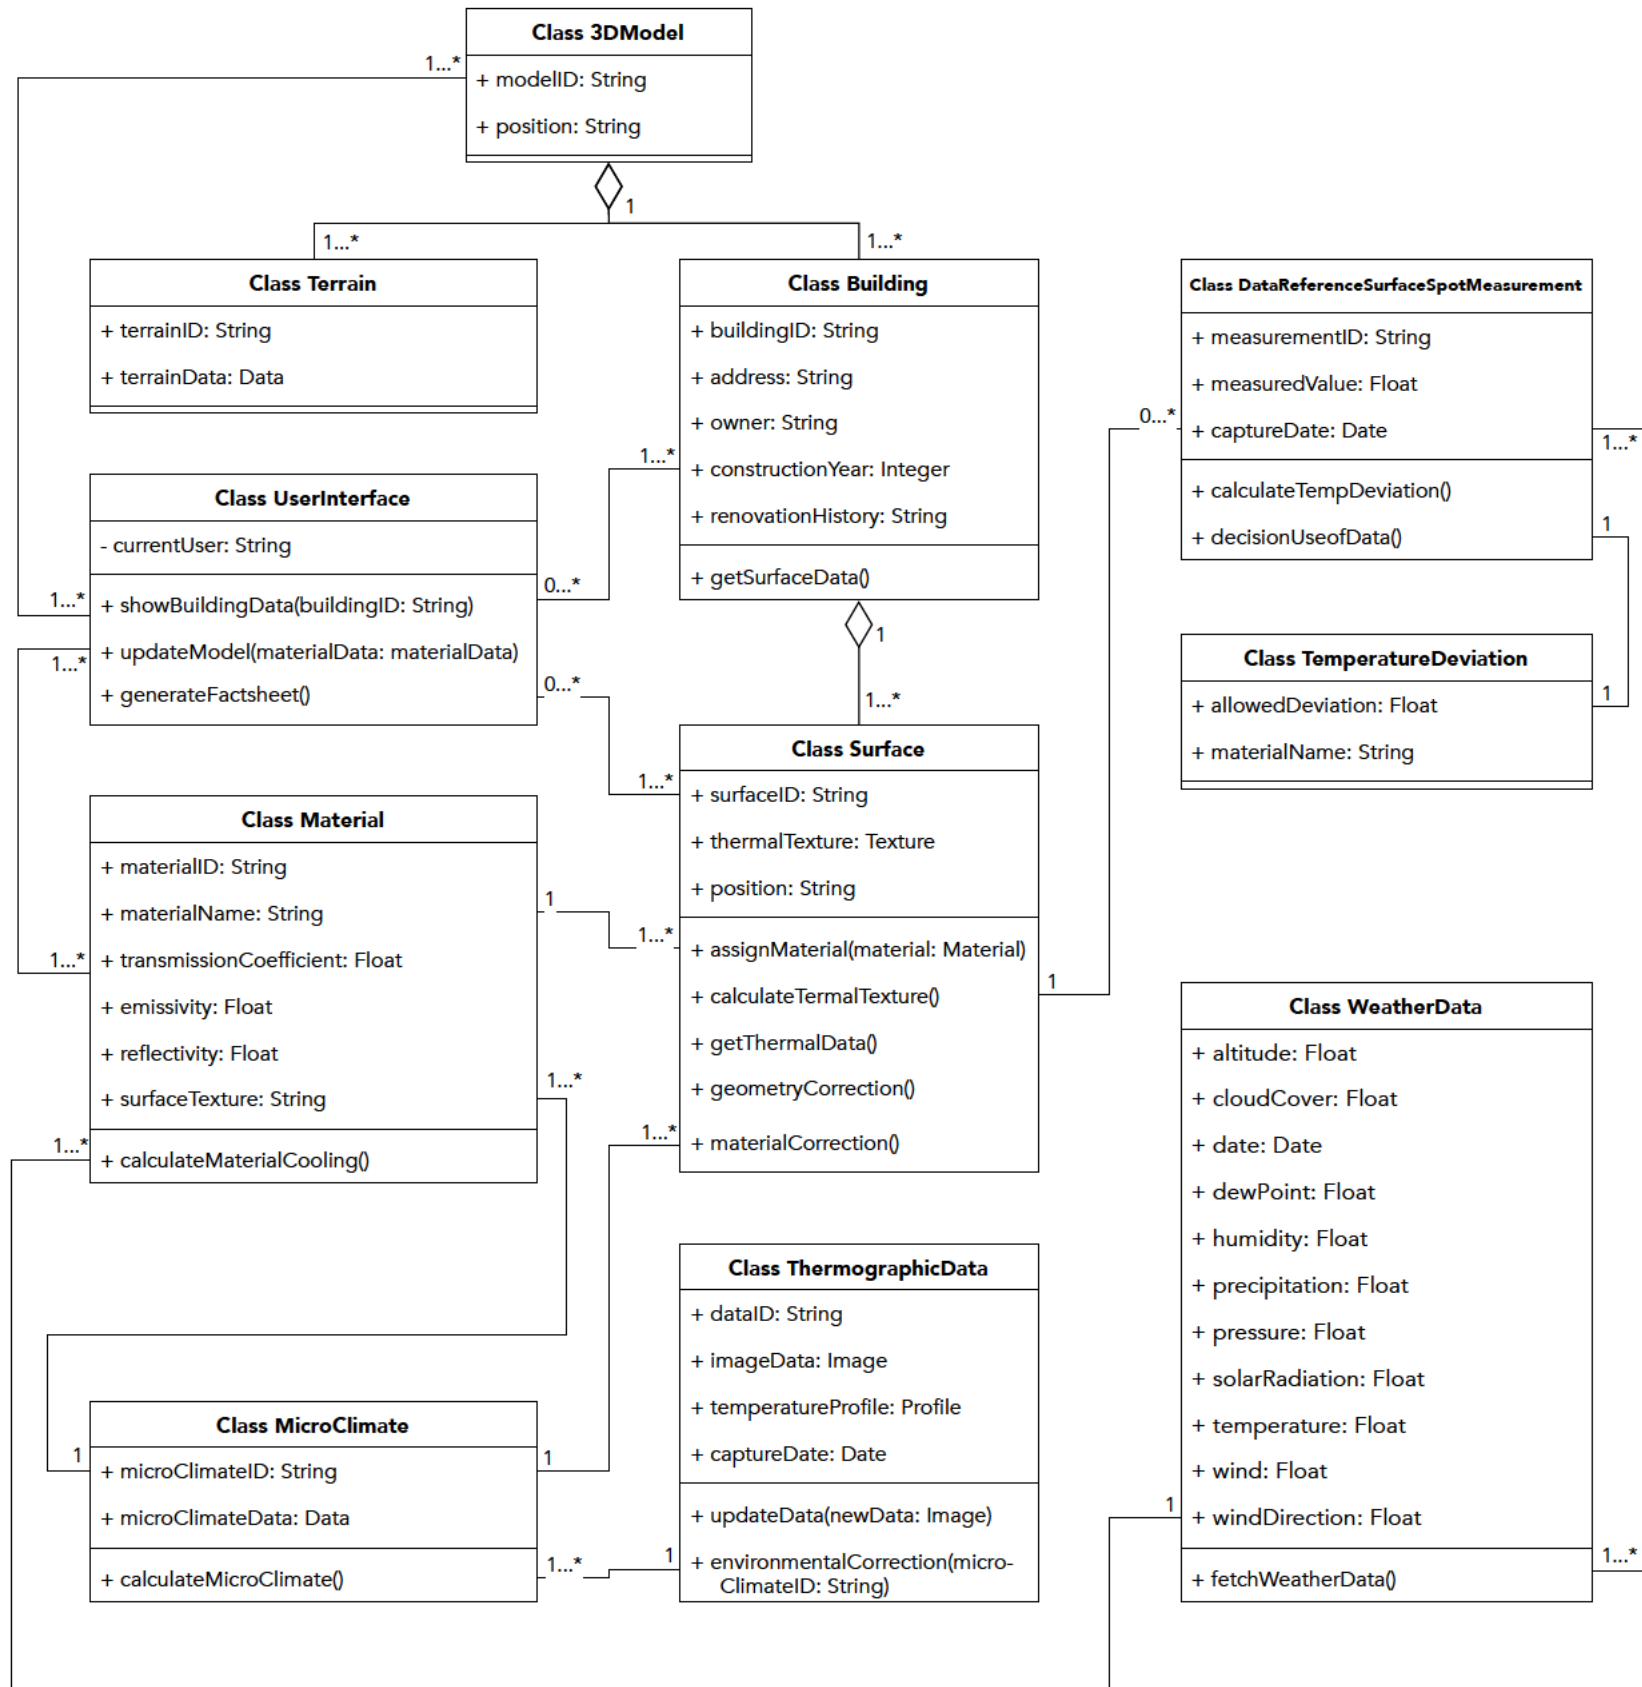 Class 3DModel
1...*
+ modelID: String
+ position: String
1
1...*
1...*
Class Terrain
+ terrainID: String
+ terrainData: Data
Class Building
+ buildingID: String
+ address: String
+ owner: String
+ constructionYear: Integer
+ renovationHistory: String
+ getSurfaceData()
1...*
Class DataReferenceSurfaceSpotMeasurement
+ measurementID: String
+ measuredValue: Float
+ captureDate: Date
+ calculateTempDeviation()
+ decisionUseofData()
0...*
1...*
1
Class UserInterface
- currentUser: String
+ showBuildingData(buildingID: String)
+ updateModel(materialData: materialData)
+ generateFactsheet()
1...*
1...*
0...*
0...*
1
1...*
Class TemperatureDeviation
+ allowedDeviation: Float
+ materialName: String
1
Class Surface
+ surfaceID: String
+ thermalTexture: Texture
+ position: String
+ assignMaterial(material: Material)
+ calculateTermalTexture()
+ getThermalData()
+ geometryCorrection()
+ materialCorrection()
1...*
1...*
1...*
1
Class Material
+ materialID: String
+ materialName: String
+ transmissionCoefficient: Float
+ emissivity: Float
+ reflectivity: Float
+ surfaceTexture: String
+ calculateMaterialCooling()
1
1...*
1...*
1...*
Class WeatherData
+ altitude: Float
+ cloudCover: Float
+ date: Date
+ dewPoint: Float
+ humidity: Float
+ precipitation: Float
+ pressure: Float
+ solarRadiation: Float
+ temperature: Float
+ wind: Float
+ windDirection: Float
+ fetchWeatherData()
1
1...*
Class ThermographicData
+ dataID: String
+ imageData: Image
+ temperatureProfile: Profile
+ captureDate: Date
+ updateData(newData: Image)
+ environmentalCorrection(micro-
ClimateID: String)
1
Class MicroClimate
+ microClimateID: String
+ microClimateData: Data
+ calculateMicroClimate()
1
1
1...*